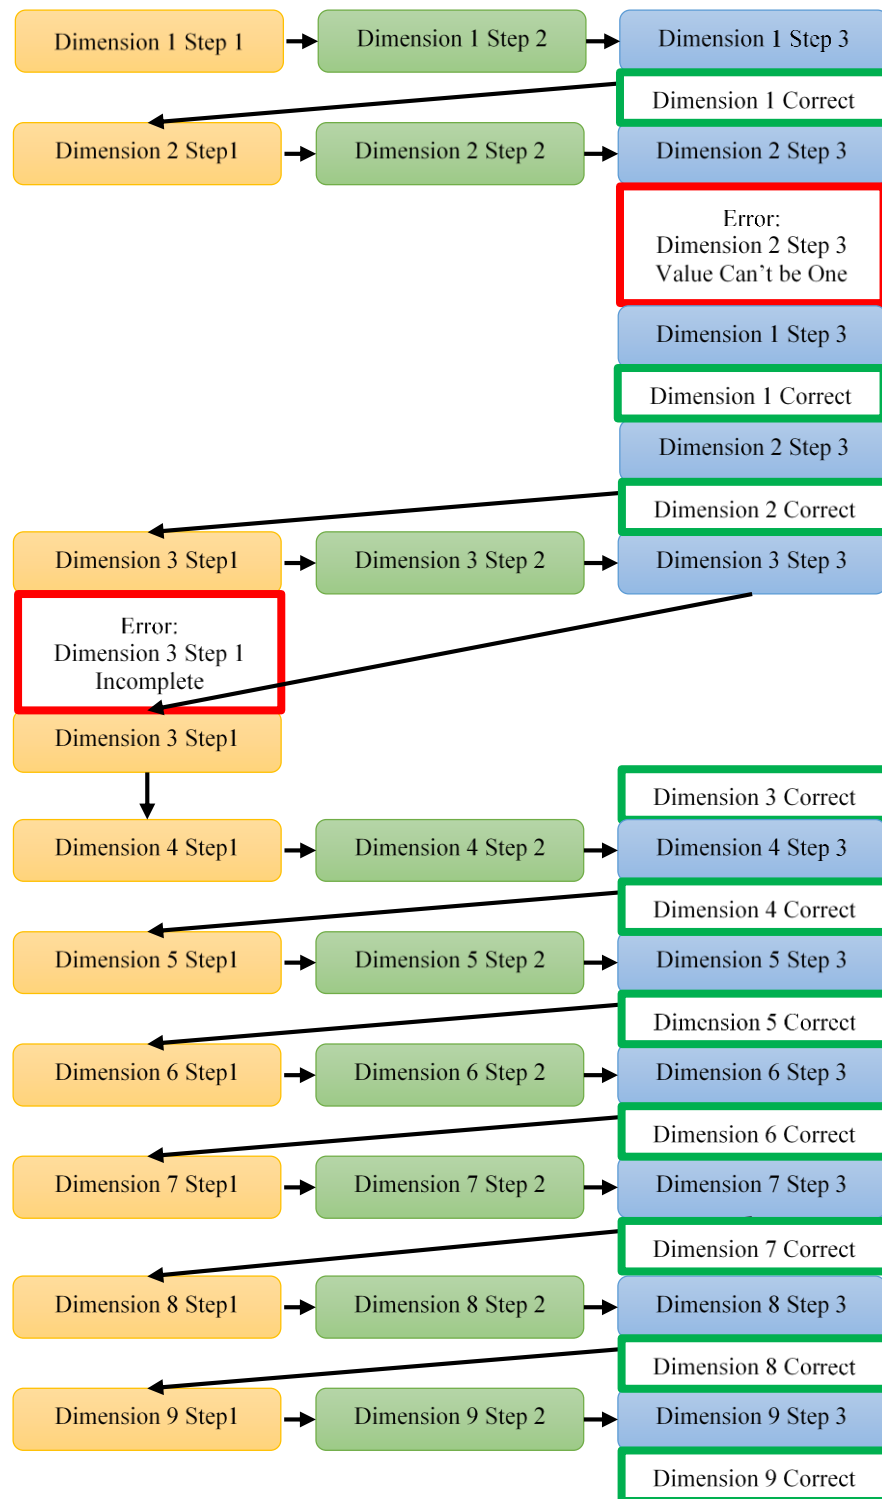 Dimension 1 Step 1
Dimension 1 Step 2
Dimension 1 Step 3
Dimension 1 Correct
Dimension 2 Step1
Dimension 2 Step 2
Dimension 2 Step 3
Error:
Dimension 2 Step 3
Value Can't be One
Dimension 1 Step 3
Dimension 1 Correct
Dimension 2 Step 3
Dimension 2 Correct
Dimension 3 Step1
Dimension 3 Step 2
Dimension 3 Step 3
Error:
Dimension 3 Step 1
Incomplete
Dimension 3 Step1
Dimension 3 Correct
Dimension 4 Step1
Dimension 4 Step 2
Dimension 4 Step 3
Dimension 4 Correct
Dimension 5 Step1
Dimension 5 Step 2
Dimension 5 Step 3
Dimension 5 Correct
Dimension 6 Step1
Dimension 6 Step 2
Dimension 6 Step 3
Dimension 6 Correct
Dimension 7 Step1
Dimension 7 Step 2
Dimension 7 Step 3
Dimension 7 Correct
Dimension 8 Step1
Dimension 8 Step 2
Dimension 8 Step 3
Dimension 8 Correct
Dimension 9 Step1
Dimension 9 Step 2
Dimension 9 Step 3
Dimension 9 Correct